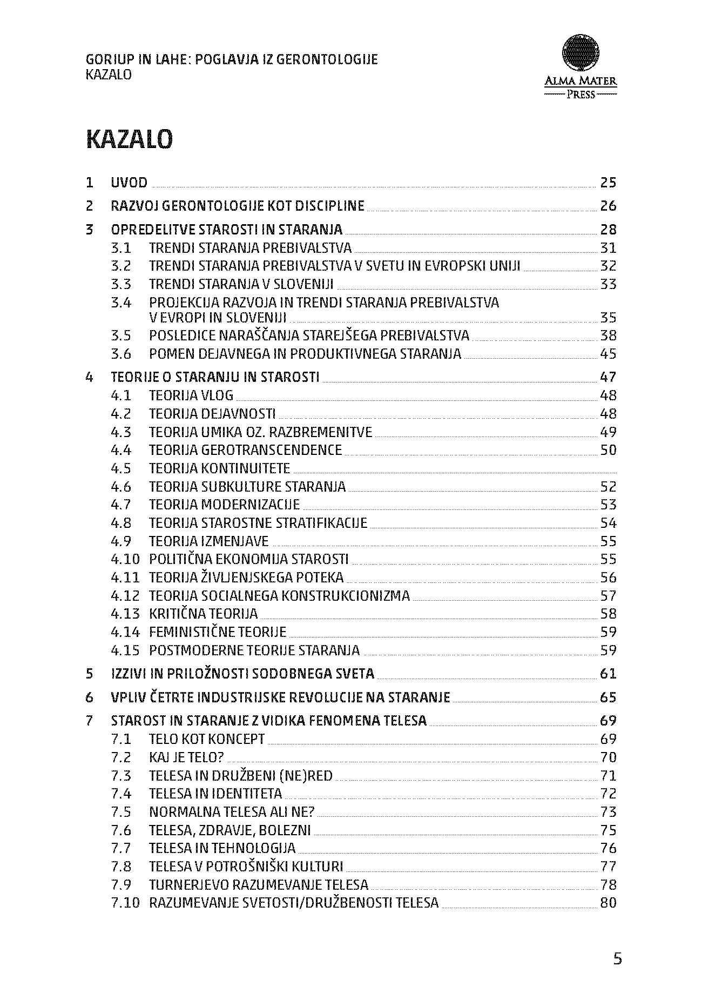 GORIUP IN LAHE: POGLAVJA IZ GERONTOLOGIJE
KAZALO
ALMA MATER
PRESS
KAZALO
1 UVOD 25
2 RAZVOJ GERONTOLOGIJE KOT DISCIPLINE 26
3 OPREDELITVE STAROSTI IN STARANJA 28
3.1 TRENDI STARANJA PREBIVALSTVA 31
3.2 TRENDI STARANJA PREBIVALSTVA V SVETU IN EVROPSKI UNIJI 32
3.3 TRENDI STARANJA V SLOVENIJI 33
3.4 PROJEKCIJA RAZVOJA IN TRENDI STARANJA PREBIVALSTVA
V EVROPI IN SLOVENIJI 35
3.5 POSLEDICE NARAŠČANJA STAREJŠEGA PREBIVALSTVA 38
3.6 POMEN DEJAVNEGA IN PRODUKTIVNEGA STARANJA 45
4 TEORIJE O STARANJU IN STAROSTI 47
4.1 TEORIJA VLOG 48
4.2 TEORIJA DEJAVNOSTI 48
4.3 TEORIJA UMIKA OZ. RAZBREMENITVE 49
4.4 TEORIJA GEROTRANSCENDENCE 50
4.5 TEORIJA KONTINUITETE
4.6 TEORIJA SUBKULTURE STARANJA 52
4.7 TEORIJA MODERNIZACIJE 53
4.8 TEORIJA STAROSTNE STRATIFIKACIJE 54
4.9 TEORIJA IZMENJAVE 55
4.10 POLITIČNA EKONOMIJA STAROSTI 55
4.11 TEORIJA ŽIVLJENJSKEGA POTEKA 56
4.12 TEORIJA SOCIALNEGA KONSTRUKCIONIZMA 57
4.13 KRITIČNA TEORIJA 58
4.14 FEMINISTIČNE TEORIJE 59
4.15 POSTMODERNE TEORIJE STARANJA 59
5 IZZIVI IN PRILOŽNOSTI SODOBNEGA SVETA 61
6 VPLIV ČETRTE INDUSTRIJSKE REVOLUCIJE NA STARANJE 65
7 STAROST IN STARANJE Z VIDIKA FENOMENA TELESA 69
7.1 TELO KOT KONCEPT 69
7.2 KAJ JE TELO? 70
7.3 TELESA IN DRUŽBENI (NE)RED 71
7.4 TELESA IN IDENTITETA 72
7.5 NORMALNA TELESA ALI NE? 73
7.6 TELESA, ZDRAVJE, BOLEZNI 75
7.7 TELESA IN TEHNOLOGIJA 76
7.8 TELESA V POTROŠNIŠKI KULTURI 77
7.9 TURNERJEVO RAZUMEVANJE TELESA 78
7.10 RAZUMEVANJE SVETOSTI/DRUŽBENOSTI TELESA 80
5